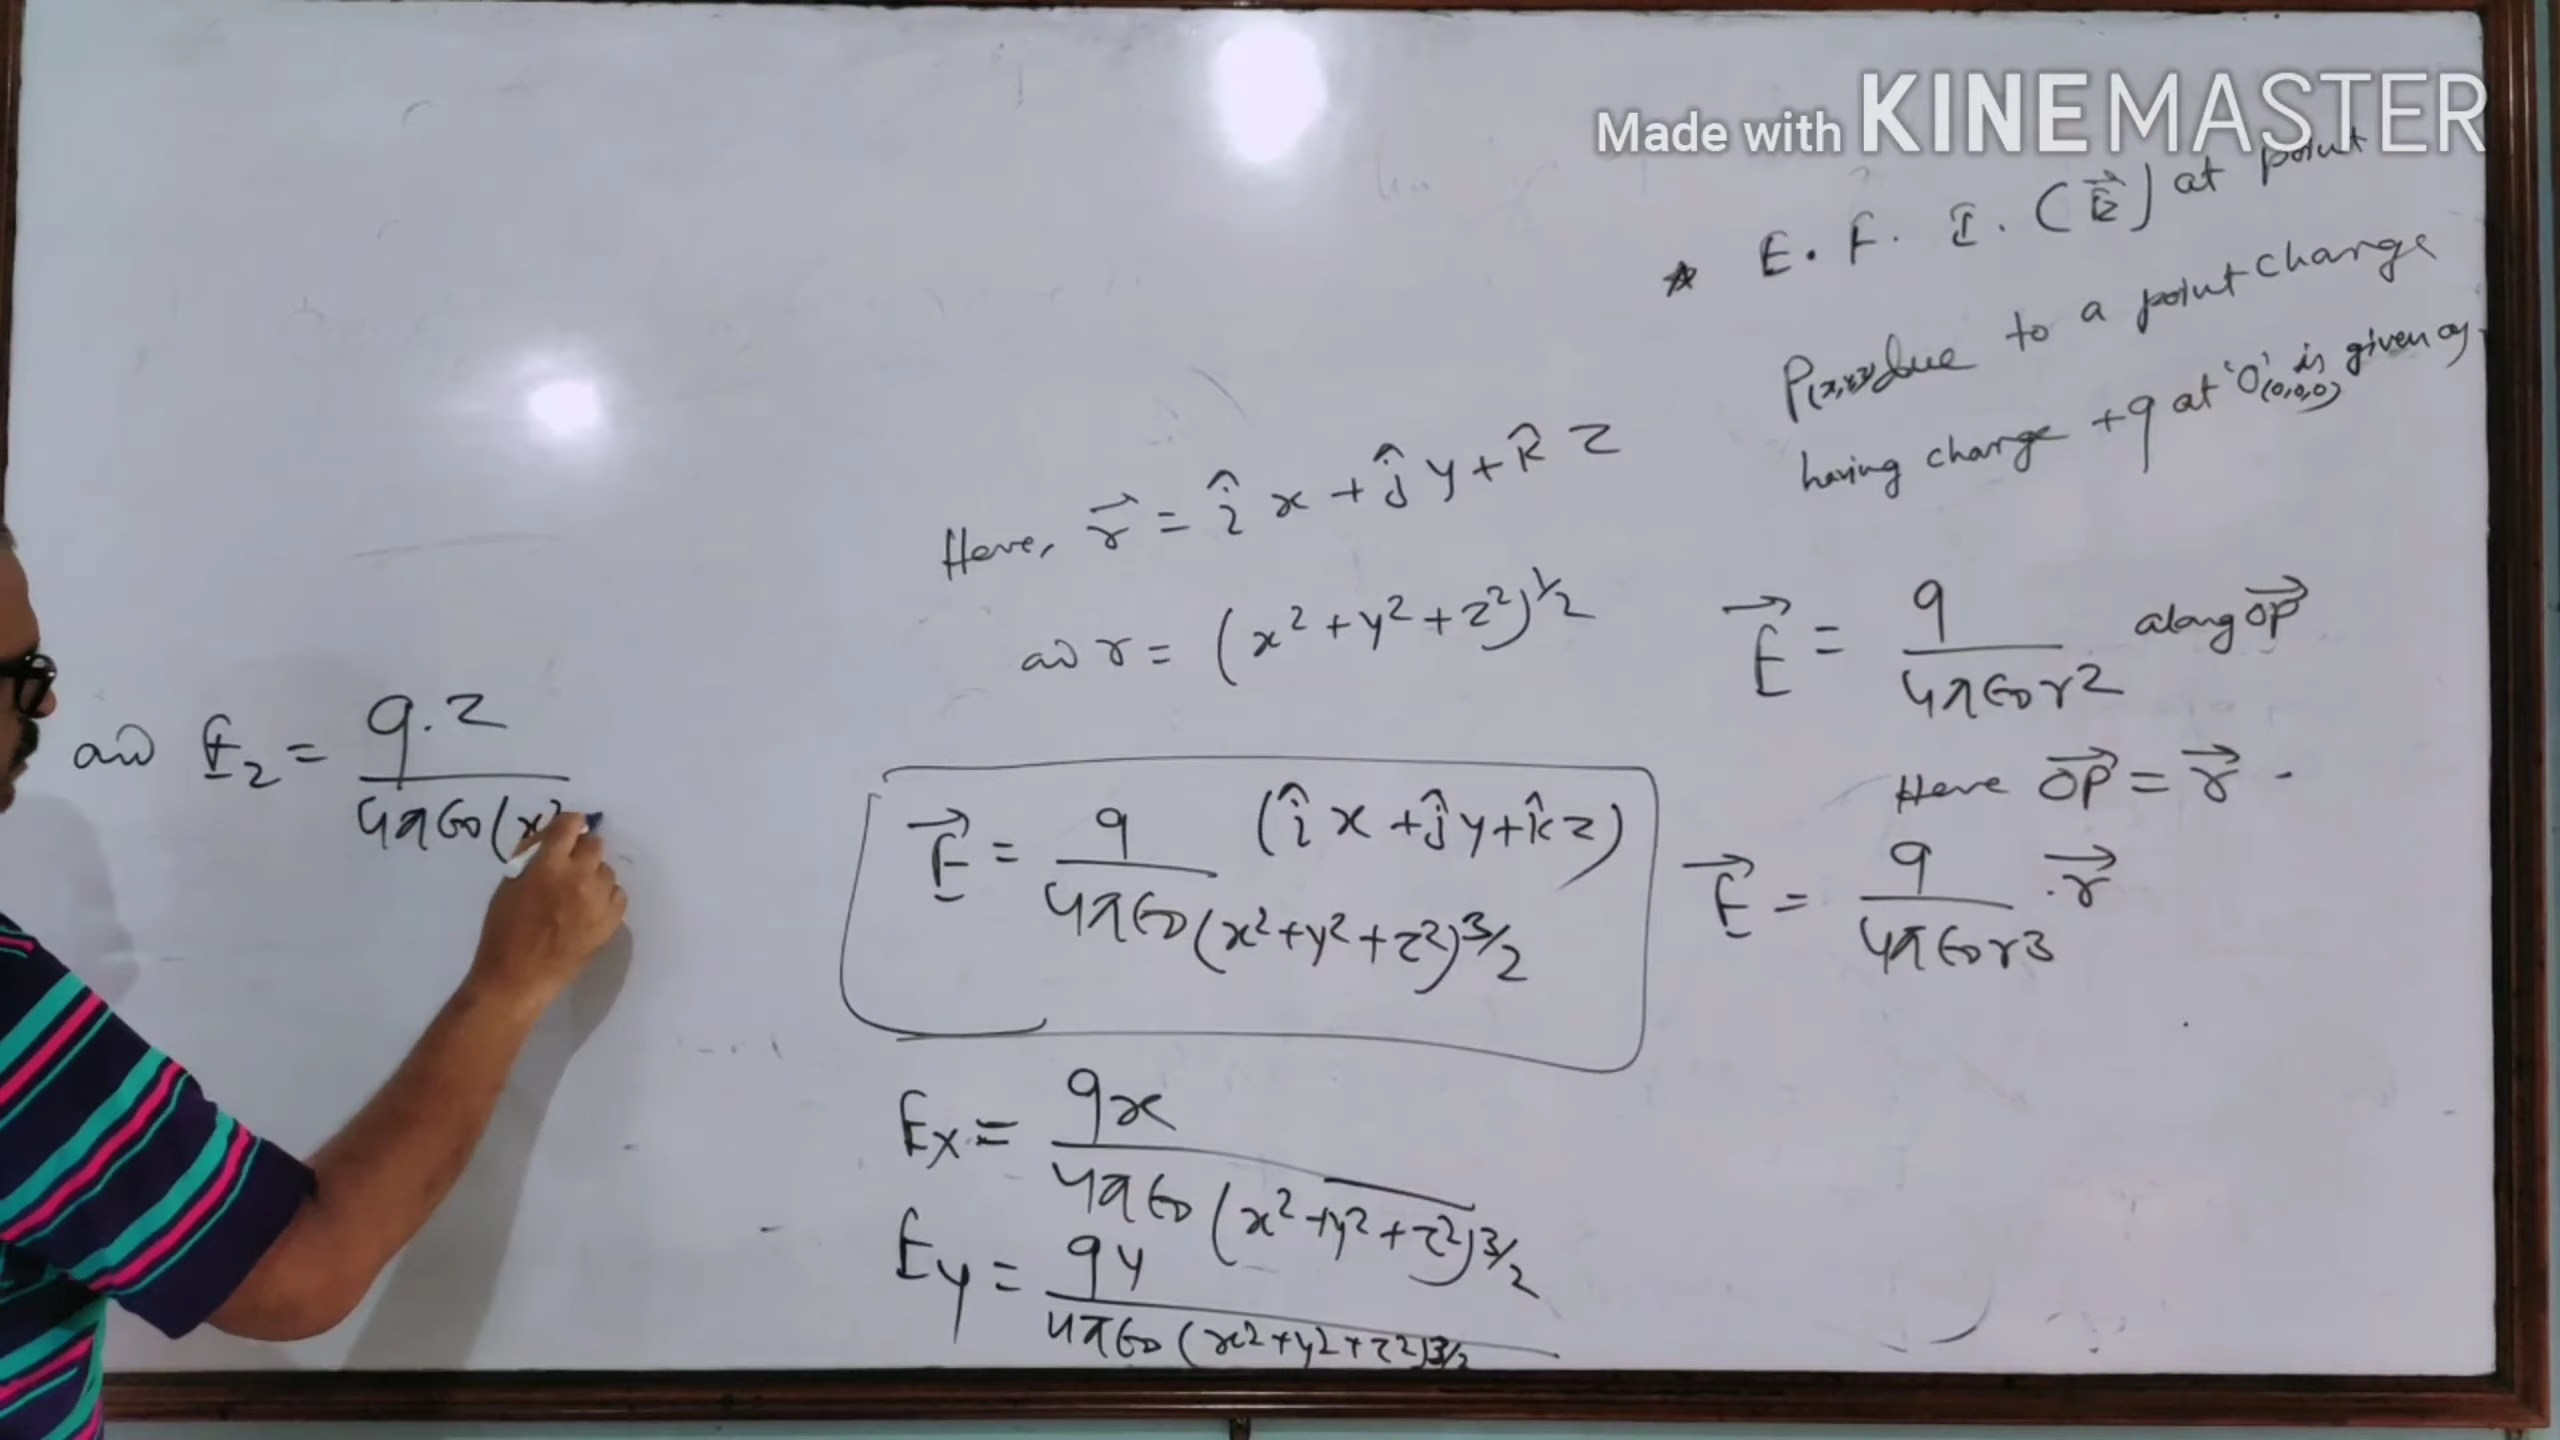 Made with KINEMASTER
* E. F. I. (E⃗) at point
P(x,y,z) due to a point charge
having charge +q at 'O'(0,0,0) is given by
E⃗ = q / 4πε₀r² along OP⃗
Here OP⃗ = r⃗
E⃗ = q / 4πε₀r³ . r⃗
Here, r⃗ = î x + ĵ y + k̂ z
and r = (x² + y² + z²)^1/2
E⃗ = q (î x + ĵ y + k̂ z) / 4πε₀ (x² + y² + z²)^3/2
Ex = qx / 4πε₀ (x² + y² + z²)^3/2
Ey = qy / 4πε₀ (x² + y² + z²)^3/2
and Ez = q.z / 4πε₀ (x²